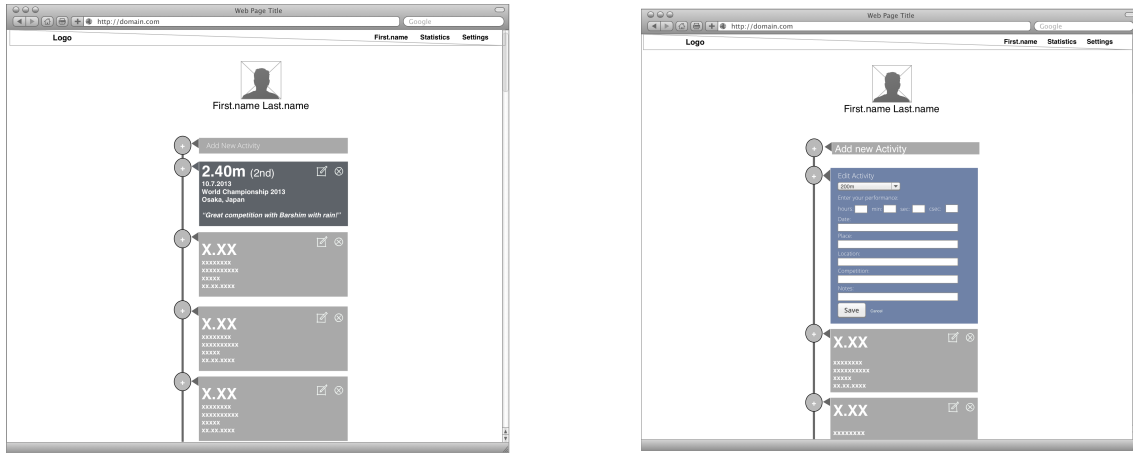 Web Page Title
http://domain.com
Google
Logo
First.name Statistics Settings
First.name Last.name
Add New Activity
2.40m (2nd)
10.7.2013
World Championship 2013
Osaka, Japan
"Great competition with Barshim with rain!"
X.XX
xxxxxxxx
xxxxxxxxxx
xxxxx
xx.xx.xxxx
X.XX
xxxxxxxx
xxxxxxxxxx
xxxxx
xx.xx.xxxx
X.XX
xxxxxxxx
xxxxxxxxxx
xxxxx
xx.xx.xxxx
Web Page Title
http://domain.com
Google
Logo
First.name Statistics Settings
First.name Last.name
Add new Activity
Edit Activity
200m
Enter your performance:
hours: min: sec:
Date:
Place:
Location:
Competition:
Notes:
Save Cancel
X.XX
xxxxxxxx
xxxxxxxxxx
xxxxx
xx.xx.xxxx
X.XX
xxxxxxxx